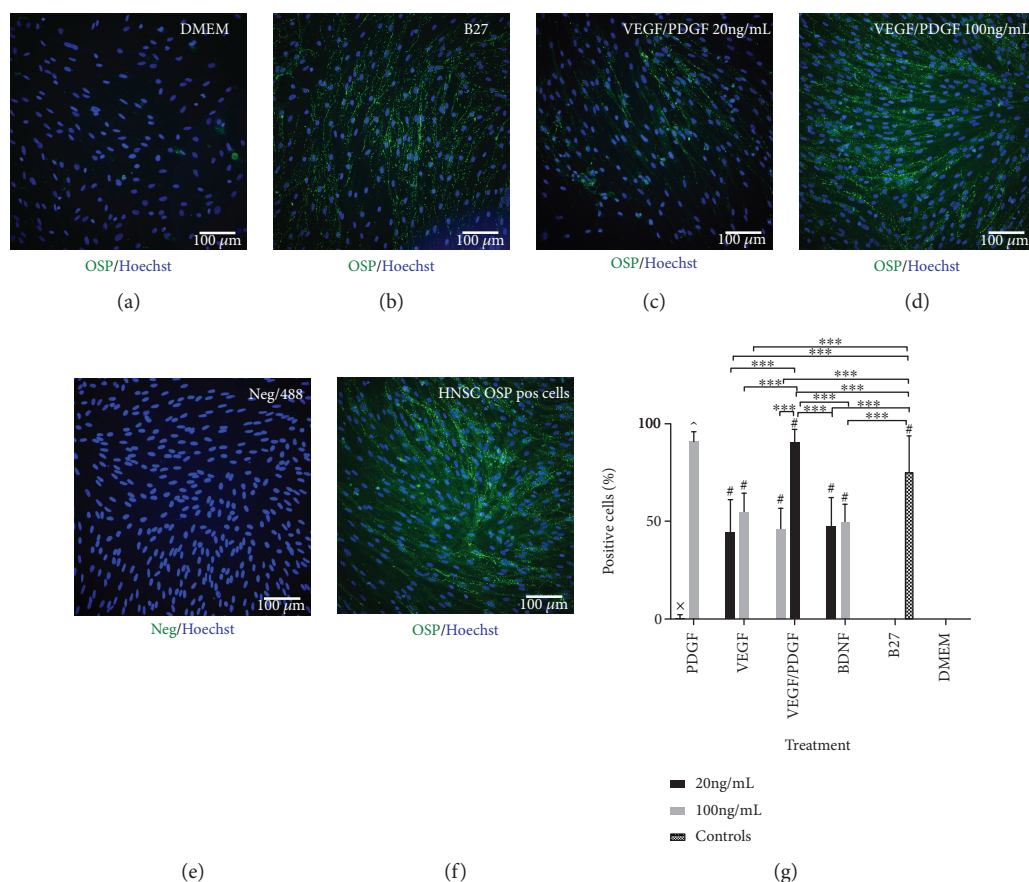 DMEM
100 µm
OSP/Hoechst
(a)
B27
100 µm
OSP/Hoechst
(b)
VEGF/PDGF 20ng/mL
100 µm
OSP/Hoechst
(c)
VEGF/PDGF 100ng/mL
100 µm
OSP/Hoechst
(d)
Neg/488
100 µm
Neg/Hoechst
(e)
HNSC OSP pos cells
100 µm
OSP/Hoechst
(f)
***
***
***
***
***
***
***
***
***
***
***
100
50
0
Positive cells (%)
×
^
#
#
#
#
#
#
#
PDGF
VEGF
VEGF/PDGF
BDNF
B27
DMEM
Treatment
20ng/mL
100ng/mL
Controls
(g)